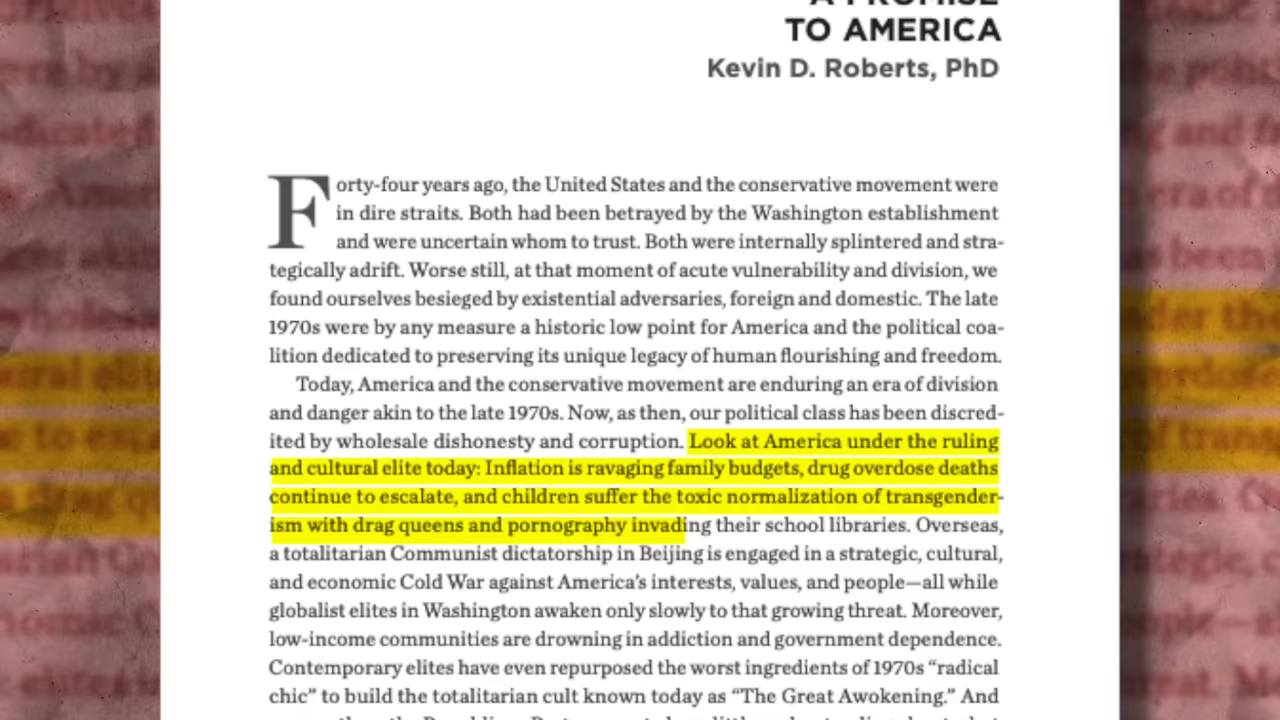 A PROMISE
TO AMERICA
Kevin D. Roberts, PhD
Forty-four years ago, the United States and the conservative movement were
in dire straits. Both had been betrayed by the Washington establishment
and were uncertain whom to trust. Both were internally splintered and stra-
tegically adrift. Worse still, at that moment of acute vulnerability and division, we
found ourselves besieged by existential adversaries, foreign and domestic. The late
1970s were by any measure a historic low point for America and the political coa-
lition dedicated to preserving its unique legacy of human flourishing and freedom.
Today, America and the conservative movement are enduring an era of division
and danger akin to the late 1970s. Now, as then, our political class has been discred-
ited by wholesale dishonesty and corruption. Look at America under the ruling
and cultural elite today: Inflation is ravaging family budgets, drug overdose deaths
continue to escalate, and children suffer the toxic normalization of transgender-
ism with drag queens and pornography invading their school libraries. Overseas,
a totalitarian Communist dictatorship in Beijing is engaged in a strategic, cultural,
and economic Cold War against America's interests, values, and people—all while
globalist elites in Washington awaken only slowly to that growing threat. Moreover,
low-income communities are drowning in addiction and government dependence.
Contemporary elites have even repurposed the worst ingredients of 1970s “radical
chic” to build the totalitarian cult known today as “The Great Awokening.” And